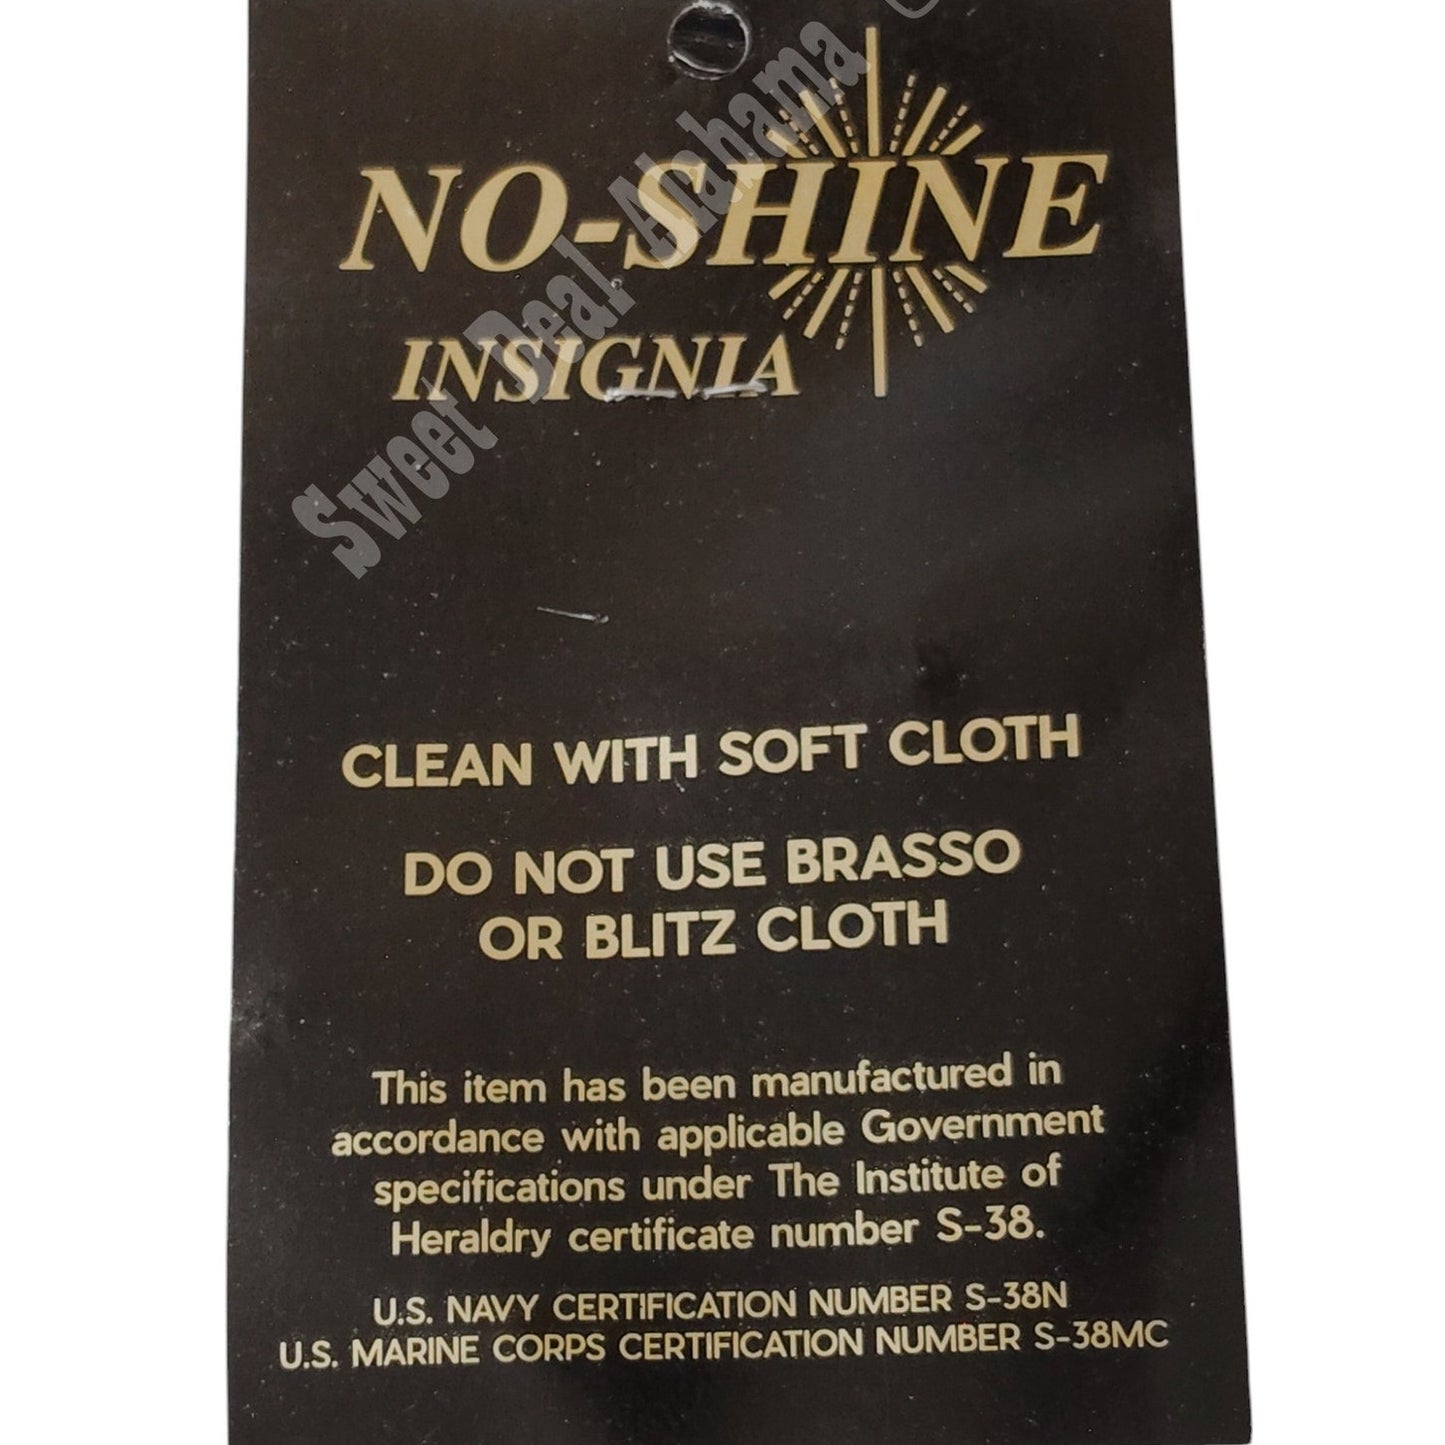 NO-SHINE
INSIGNIA
Sweet Deal Alabama
CLEAN WITH SOFT CLOTH
DO NOT USE BRASSO
OR BLITZ CLOTH
This item has been manufactured in
accordance with applicable Government
specifications under The Institute of
Heraldry certificate number S-38.
U.S. NAVY CERTIFICATION NUMBER S-38N
U.S. MARINE CORPS CERTIFICATION NUMBER S-38MC